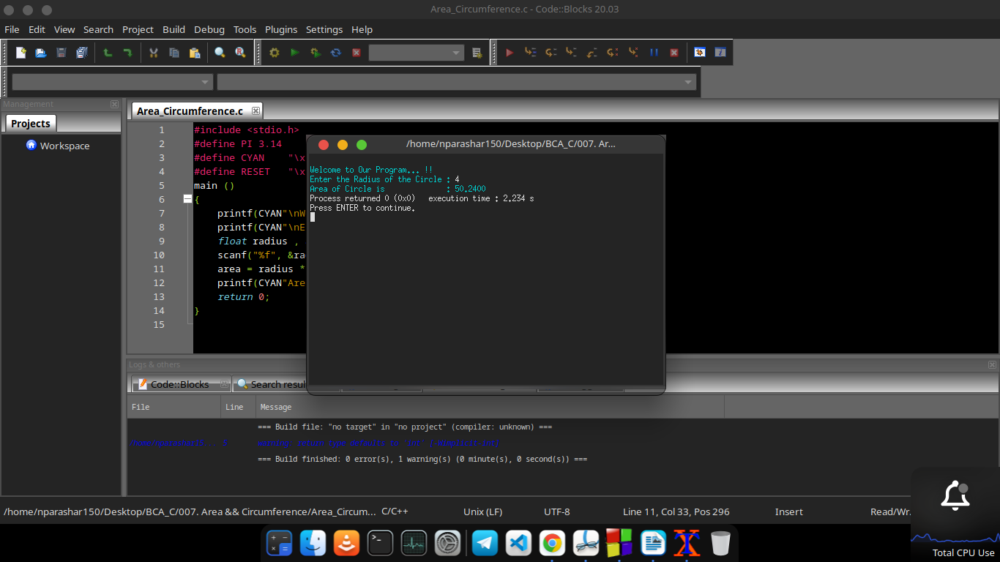 Area_Circumference.c - Code::Blocks 20.03
File Edit View Search Project Build Debug Tools Plugins Settings Help
Management
Projects
Workspace
Area_Circumference.c
1 #include <stdio.h>
2 #define PI 3.14
3 #define CYAN "\x
4 #define RESET "\x
5 main ()
6 {
7 printf(CYAN"\nW
8 printf(CYAN"\nE
9 float radius ,
10 scanf("%f", &ra
11 area = radius *
12 printf(CYAN"Are
13 return 0;
14 }
15
/home/nparashar150/Desktop/BCA_C/007. Ar...
Welcome to Our Program... !!
Enter the Radius of the Circle : 4
Area of Circle is : 50.2400
Process returned 0 (0x0) execution time : 2.234 s
Press ENTER to continue.
Logs & others
Code::Blocks
Search resul
File Line Message
=== Build file: "no target" in "no project" (compiler: unknown) ===
/home/nparashar15... 5 warning: return type defaults to 'int' [-Wimplicit-int]
=== Build finished: 0 error(s), 1 warning(s) (0 minute(s), 0 second(s)) ===
/home/nparashar150/Desktop/BCA_C/007. Area && Circumference/Area_Circum... C/C++ Unix (LF) UTF-8 Line 11, Col 33, Pos 296 Insert Read/Wr.
Total CPU Use